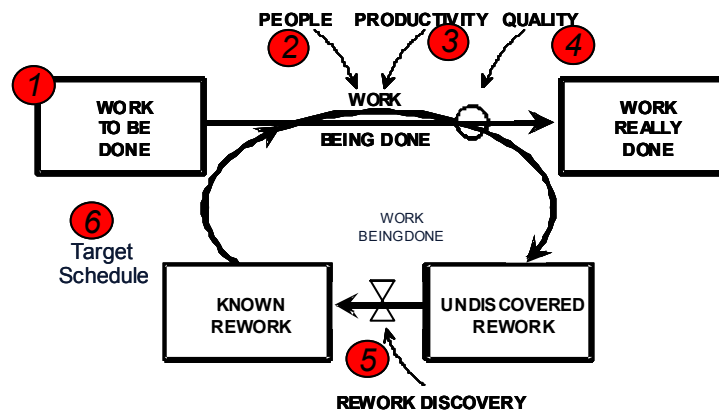 PEOPLE PRODUCTIVITY QUALITY
2 3 4
1
WORK
TO BE
DONE
WORK
BEING DONE
WORK
REALLY
DONE
6
Target
Schedule
WORK
BEINGDONE
KNOWN
REWORK
UNDISCOVERED
REWORK
5
REWORK DISCOVERY